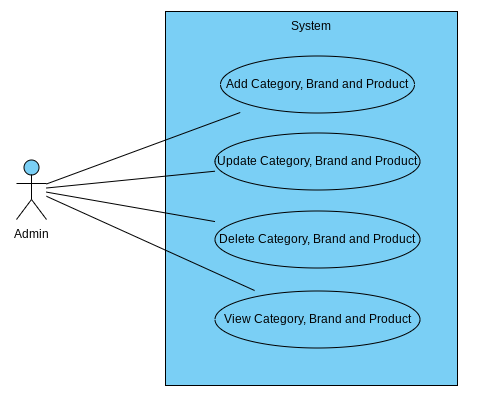 System
Add Category, Brand and Product
Update Category, Brand and Product
Admin
Delete Category, Brand and Product
View Category, Brand and Product